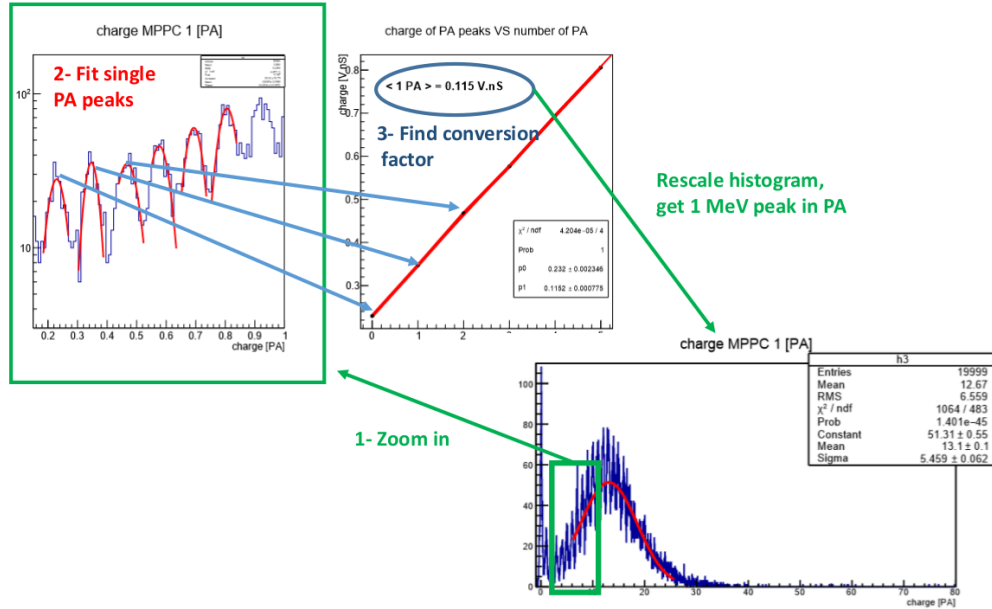 charge MPPC 1 [PA]
2- Fit single
PA peaks
10²
10
0.2 0.3 0.4 0.5 0.6 0.7 0.8 0.9 1
charge [PA]
charge of PA peaks VS number of PA
charge [V.nS]
0.8
< 1 PA > = 0.115 V.nS
3- Find conversion
factor
0.6
0.5
0.3
χ² / ndf 4.204e-05 / 4
Prob 1
p0 0.232 ± 0.002346
p1 0.1152 ± 0.000775
0 1 2 3 4 5
Rescale histogram,
get 1 MeV peak in PA
1- Zoom in
charge MPPC 1 [PA]
h3
Entries 19999
Mean 12.67
RMS 6.559
χ² / ndf 1064 / 483
Prob 1.401e-45
Constant 51.31 ± 0.55
Mean 13.1 ± 0.1
Sigma 5.459 ± 0.062
100
80
60
40
20
0
0 10 20 30 40 50 60 70 80
charge [PA]